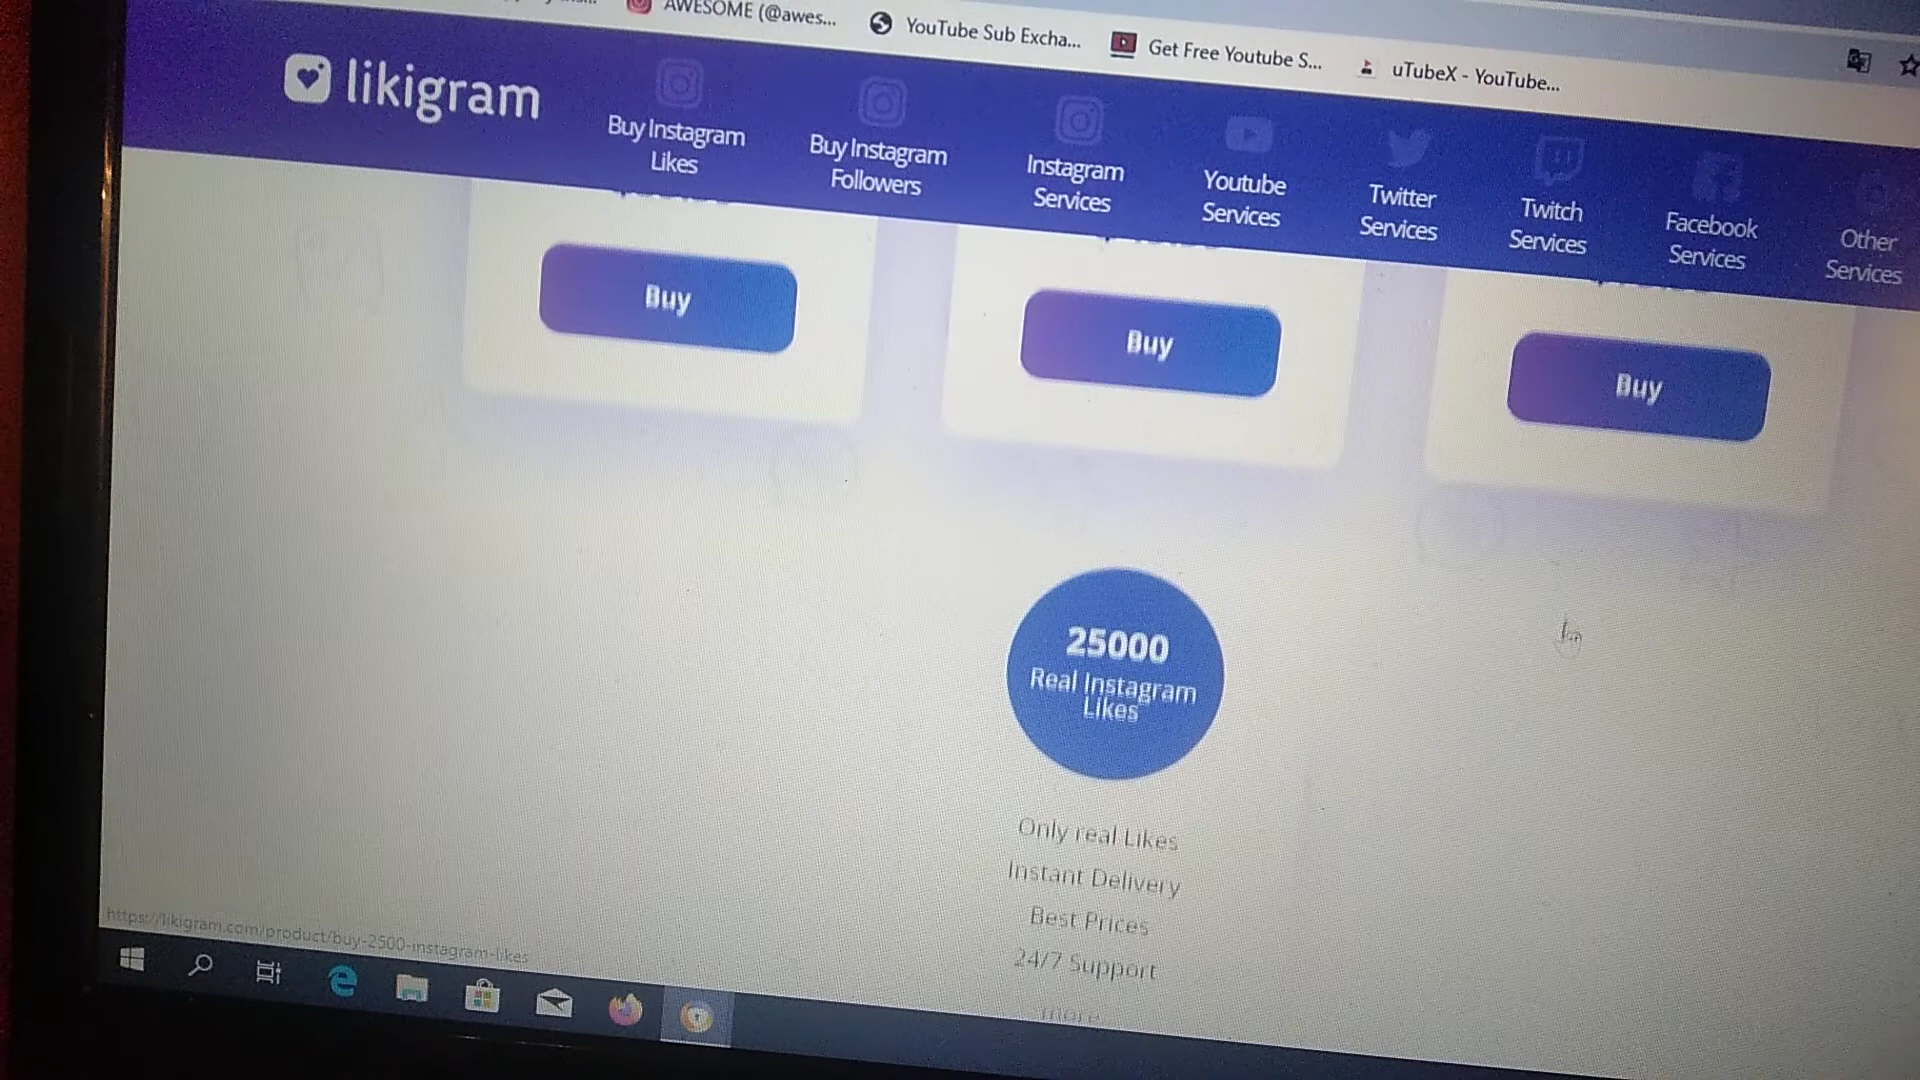 AWESOME (@awes...
YouTube Sub Excha...
Get Free Youtube S...
uTubeX - YouTube...
likigram
Buy Instagram
Likes
Buy Instagram
Followers
Instagram
Services
Youtube
Services
Twitter
Services
Twitch
Services
Facebook
Services
Other
Services
Buy
Buy
Buy
25000
Real Instagram
Likes
Only real Likes
Instant Delivery
Best Prices
24/7 Support
more
https://likigram.com/product/buy-2500-instagram-likes